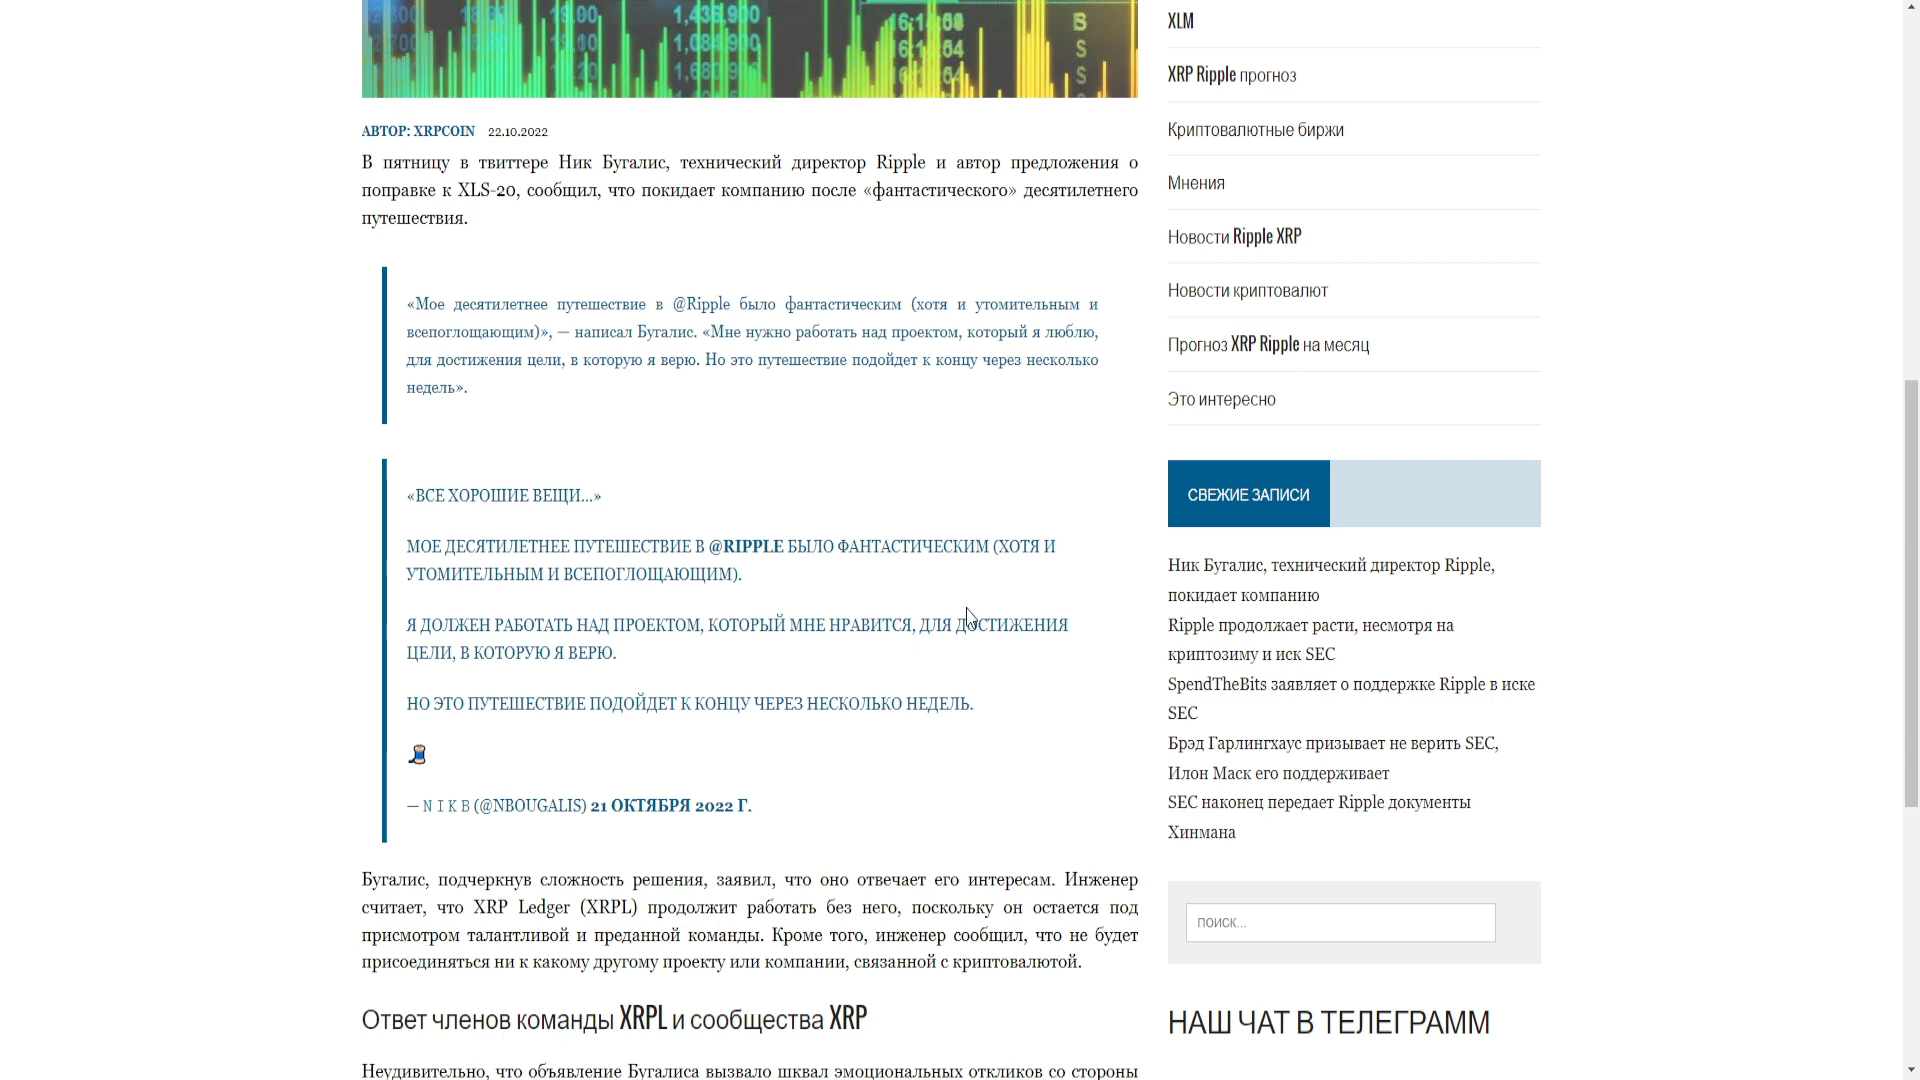 1,436,900
16:14:54
S
XLM
XRP Ripple прогноз
Криптовалютные биржи
Мнения
Новости Ripple XRP
Новости криптовалют
Прогноз XRP Ripple на месяц
Это интересно
АВТОР: XRPCOIN 22.10.2022
В пятницу в твиттере Ник Бугалис, технический директор Ripple и автор предложения о
поправке к XLS-20, сообщил, что покидает компанию после «фантастического» десятилетнего
путешествия.
«Мое десятилетнее путешествие в @Ripple было фантастическим (хотя и утомительным и
всепоглощающим)», — написал Бугалис. «Мне нужно работать над проектом, который я люблю,
для достижения цели, в которую я верю. Но это путешествие подойдет к концу через несколько
недель».
«ВСЕ ХОРОШИЕ ВЕЩИ...»
МОЕ ДЕСЯТИЛЕТНЕЕ ПУТЕШЕСТВИЕ В @RIPPLE БЫЛО ФАНТАСТИЧЕСКИМ (ХОТЯ И
УТОМИТЕЛЬНЫМ И ВСЕПОГЛОЩАЮЩИМ).
Я ДОЛЖЕН РАБОТАТЬ НАД ПРОЕКТОМ, КОТОРЫЙ МНЕ НРАВИТСЯ, ДЛЯ ДОСТИЖЕНИЯ
ЦЕЛИ, В КОТОРУЮ Я ВЕРЮ.
НО ЭТО ПУТЕШЕСТВИЕ ПОДОЙДЕТ К КОНЦУ ЧЕРЕЗ НЕСКОЛЬКО НЕДЕЛЬ.
— N I K B (@NBOUGALIS) 21 ОКТЯБРЯ 2022 Г.
Бугалис, подчеркнув сложность решения, заявил, что оно отвечает его интересам. Инженер
считает, что XRP Ledger (XRPL) продолжит работать без него, поскольку он остается под
присмотром талантливой и преданной команды. Кроме того, инженер сообщил, что не будет
присоединяться ни к какому другому проекту или компании, связанной с криптовалютой.
Ответ членов команды XRPL и сообщества XRP
Неудивительно, что объявление Бугалиса вызвало шквал эмоциональных откликов со стороны
СВЕЖИЕ ЗАПИСИ
Ник Бугалис, технический директор Ripple,
покидает компанию
Ripple продолжает расти, несмотря на
криптозиму и иск SEC
SpendTheBits заявляет о поддержке Ripple в иске
SEC
Брэд Гарлингхаус призывает не верить SEC,
Илон Маск его поддерживает
SEC наконец передает Ripple документы
Хинмана
поиск...
НАШ ЧАТ В ТЕЛЕГРАММ